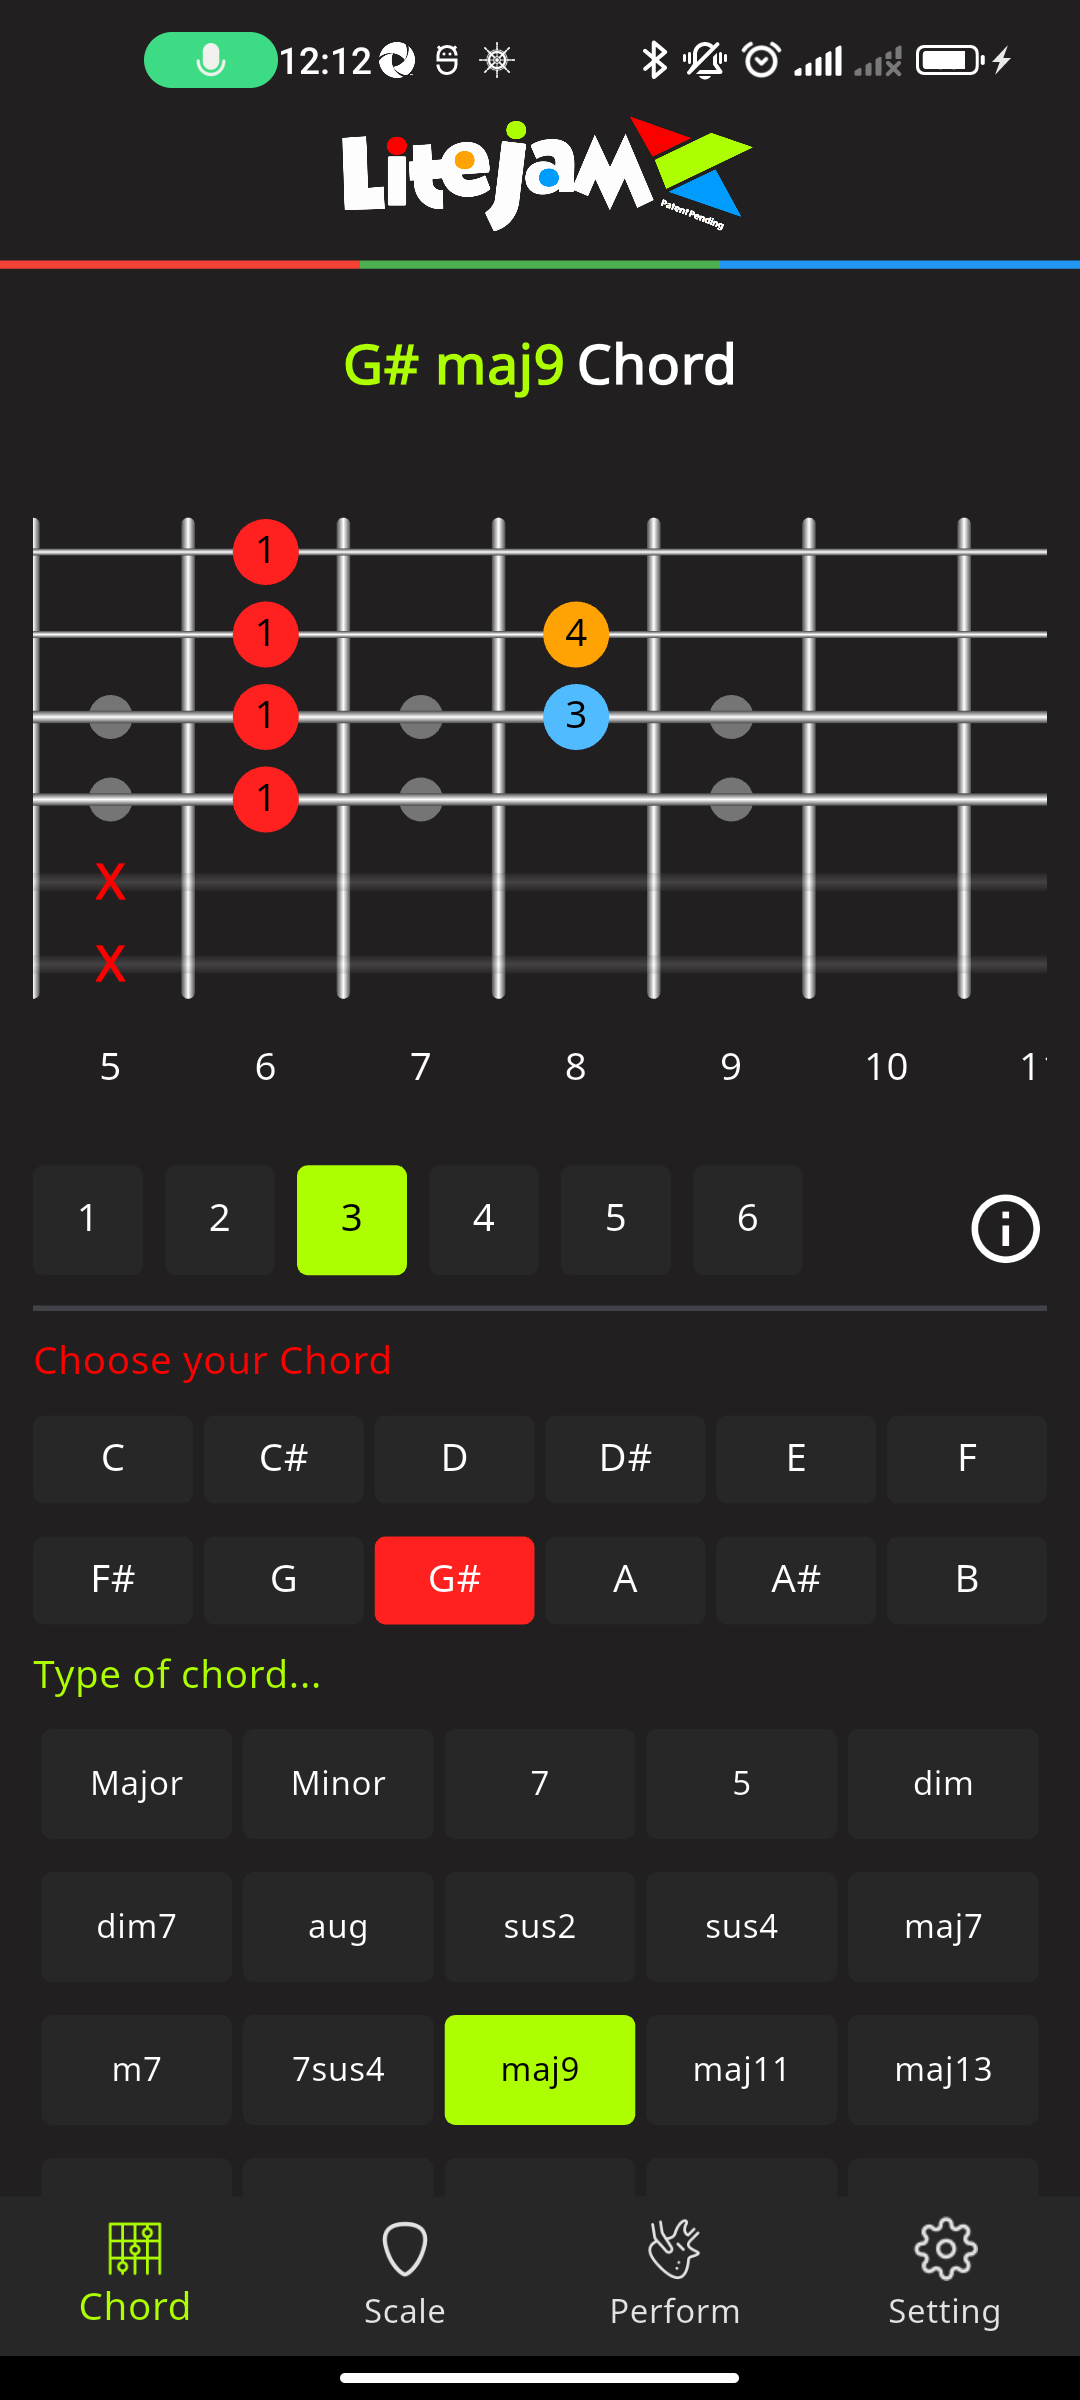 12:12
LiteJam
Patent Pending
G# maj9 Chord
1
1 4
1 3
1
X
X
5 6 7 8 9 10
1 2 3 4 5 6
Choose your Chord
C C# D D# E F
F# G G# A A# B
Type of chord...
Major Minor 7 5 dim
dim7 aug sus2 sus4 maj7
m7 7sus4 maj9 maj11 maj13
Chord Scale Perform Setting